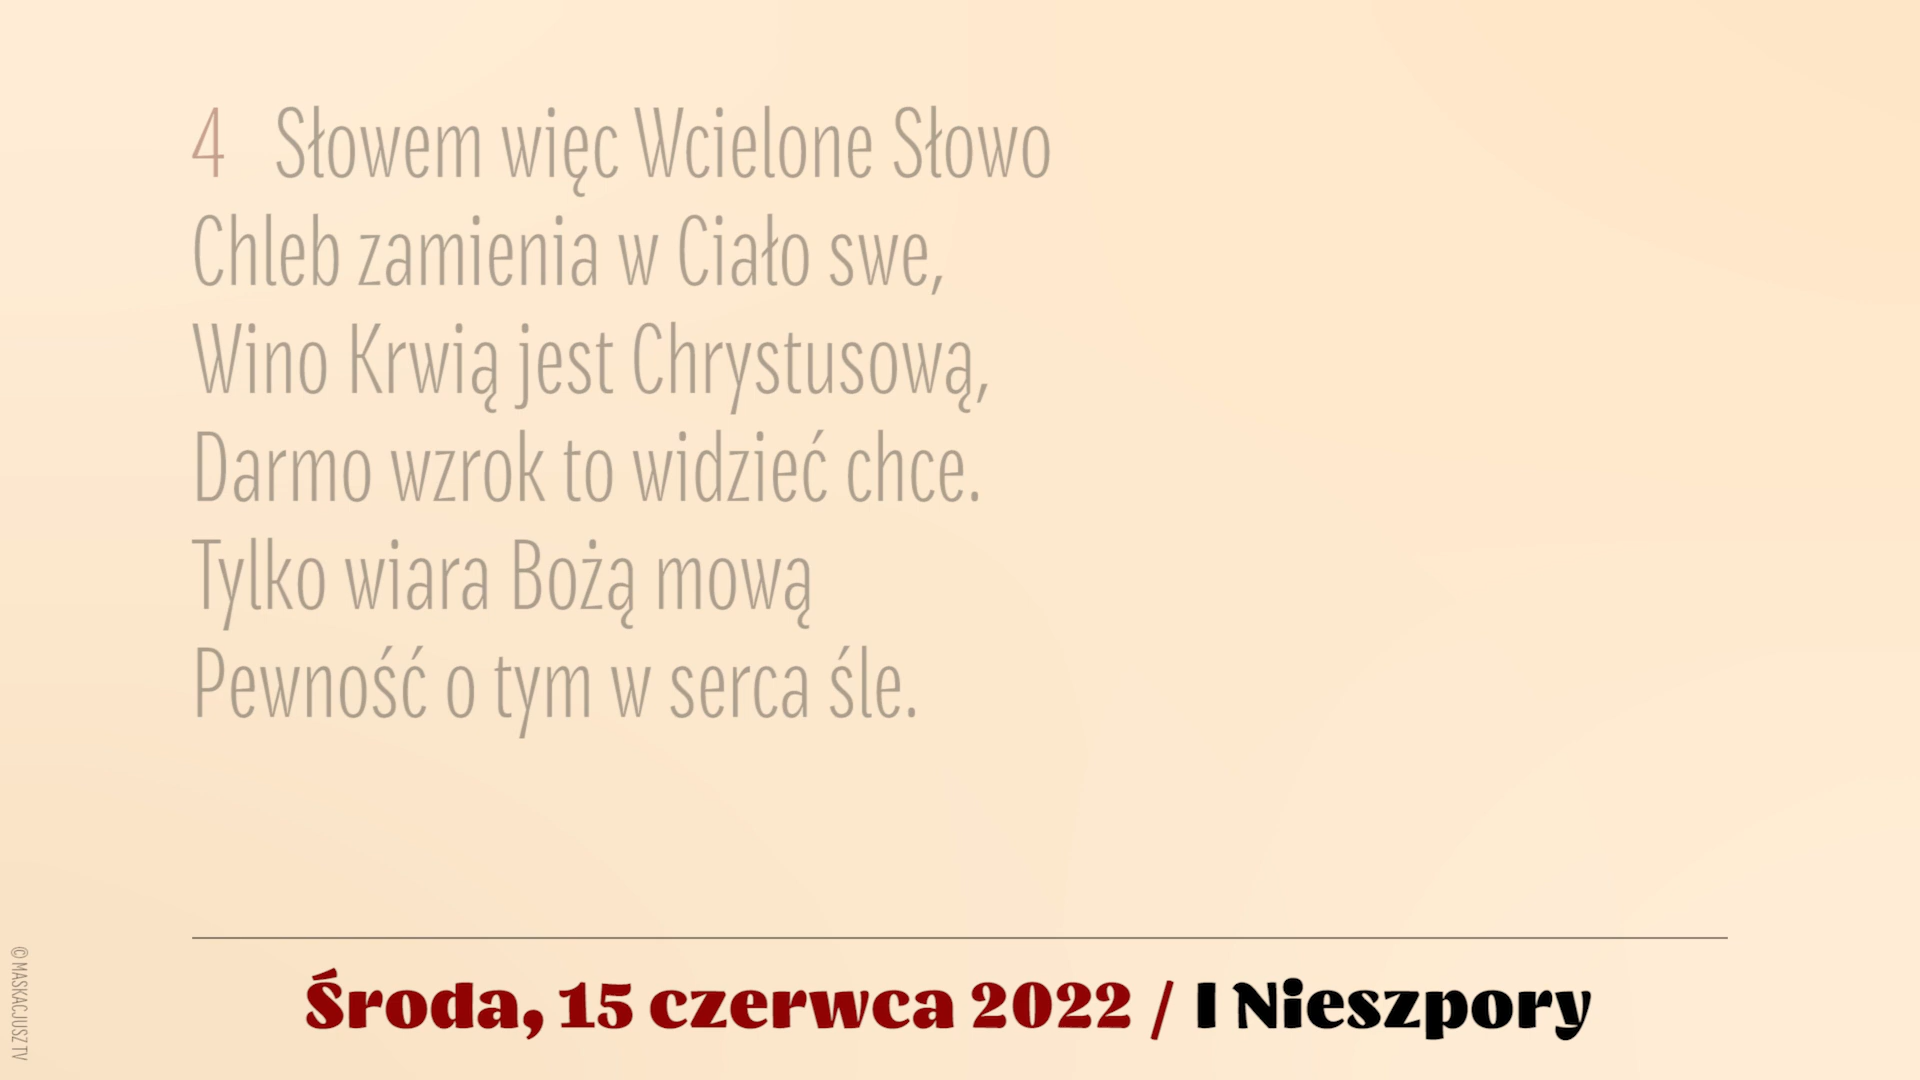 4 Słowem więc Wcielone Słowo
Chleb zamienia w Ciało swe,
Wino Krwią jest Chrystusową,
Darmo wzrok to widzieć chce.
Tylko wiara Bożą mową
Pewność o tym w serca śle.
Środa, 15 czerwca 2022 / I Nieszpory
© MASKACJUSZ TV